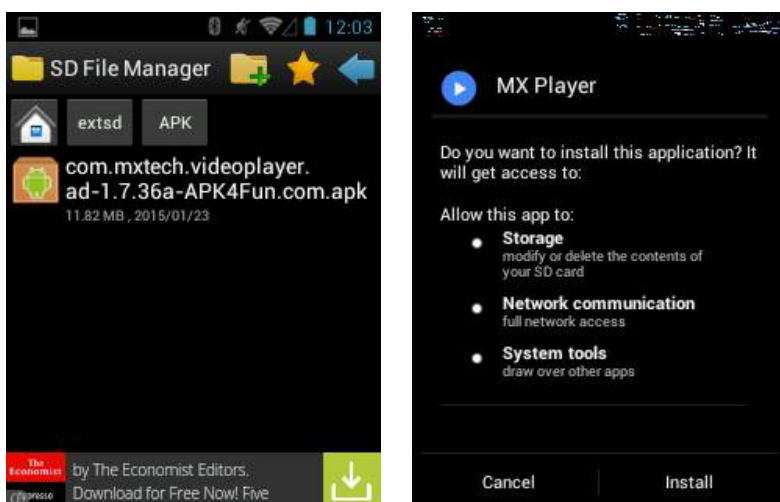 12:03
SD File Manager
extsd
APK
com.mxtech.videoplayer.
ad-1.7.36a-APK4Fun.com.apk
11.82 MB , 2015/01/23
The
Economist
by The Economist Editors.
Download for Free Now! Five
MX Player
Do you want to install this application? It
will get access to:
Allow this app to:
Storage
modify or delete the contents of
your SD card
Network communication
full network access
System tools
draw over other apps
Cancel
Install